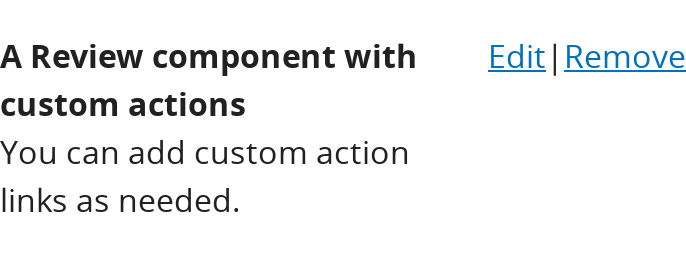 A Review component with
custom actions
You can add custom action
links as needed.
Edit|Remove